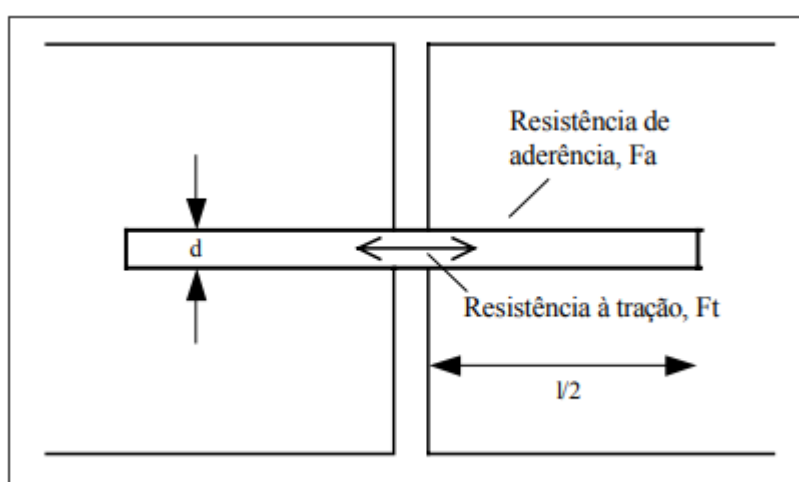 Resistência de
aderência, Fa
d
Resistência à tração, Ft
l/2